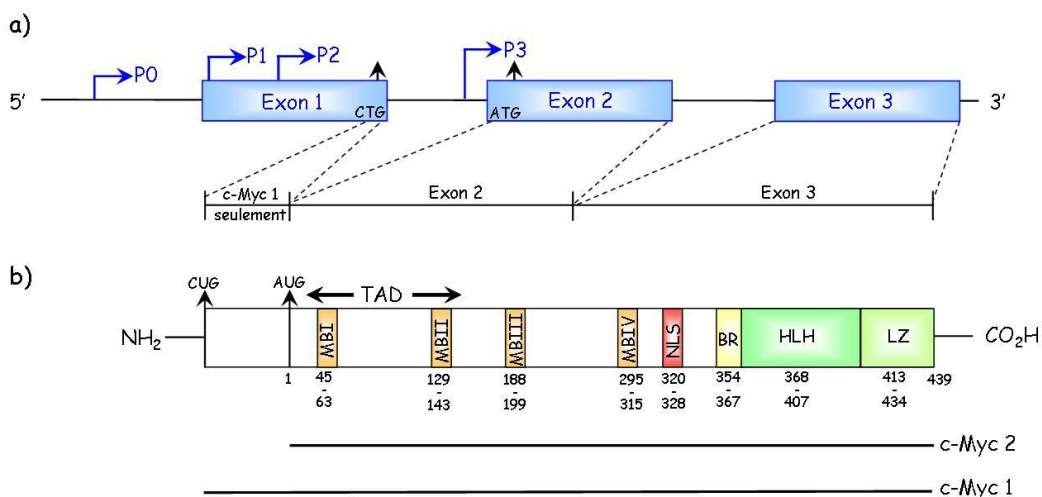 a)
P0
P1
P2
P3
5’ Exon 1 Exon 2 Exon 3 3’
CTG ATG
c-Myc 1 Exon 2 Exon 3
seulement
b)
CUG AUG TAD
NH2 MBI MBII MBIII MBIV NLS BR HLH LZ CO2H
1 45 129 188 295 320 354 368 413 439
- - - - - - - -
63 143 199 315 328 367 407 434
c-Myc 2
c-Myc 1